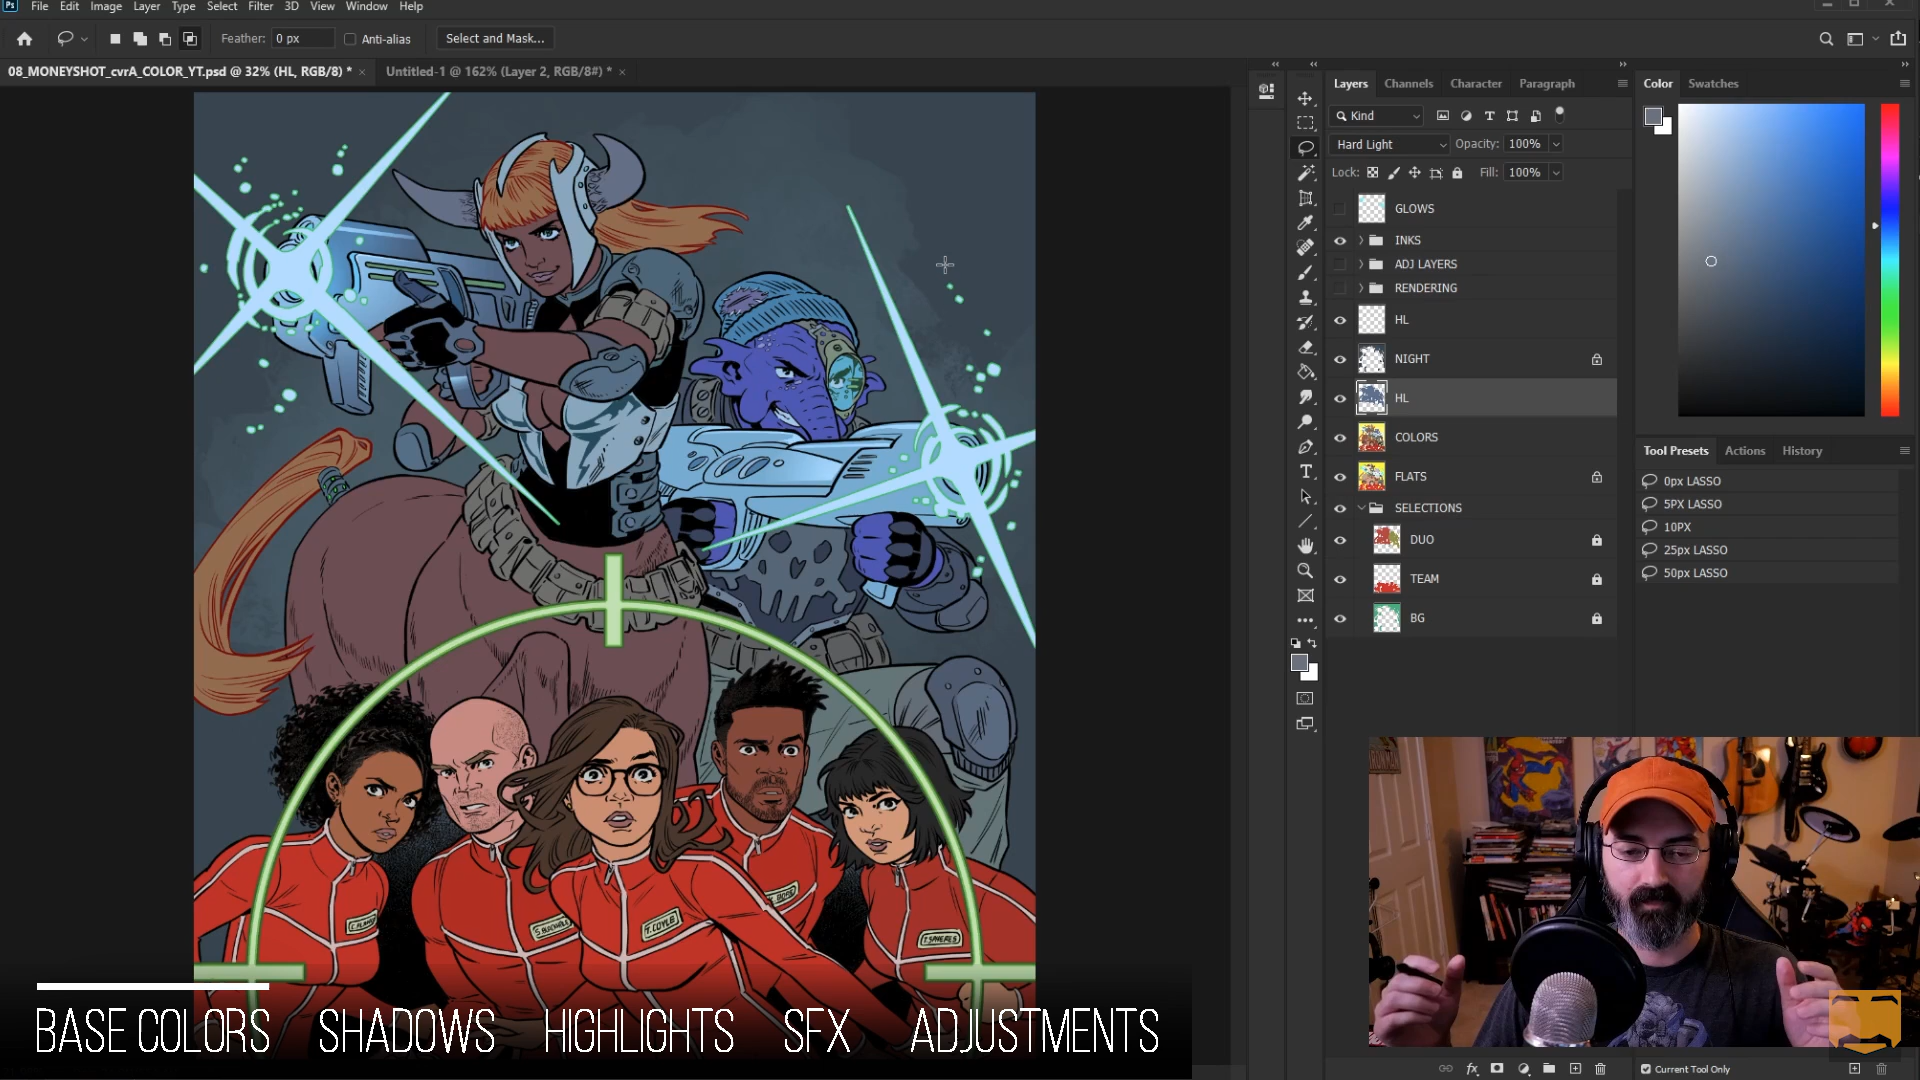 Ps File Edit Image Layer Type Select Filter 3D View Window Help
Feather: 0 px Anti-alias Select and Mask...
08_MONEYSHOT_cvrA_COLOR_YT.psd @ 32% (HL, RGB/8) * × Untitled-1 @ 162% (Layer 2, RGB/8#) * ×
Layers Channels Character Paragraph
Kind
Hard Light Opacity: 100%
Lock: Fill: 100%
GLOWS
INKS
ADJ LAYERS
RENDERING
HL
NIGHT
HL
COLORS
FLATS
SELECTIONS
DUO
TEAM
BG
Color Swatches
Tool Presets Actions History
0px LASSO
5PX LASSO
10PX
25px LASSO
50px LASSO
Current Tool Only
T. COYLE
BASE COLORS SHADOWS HIGHLIGHTS SFX ADJUSTMENTS